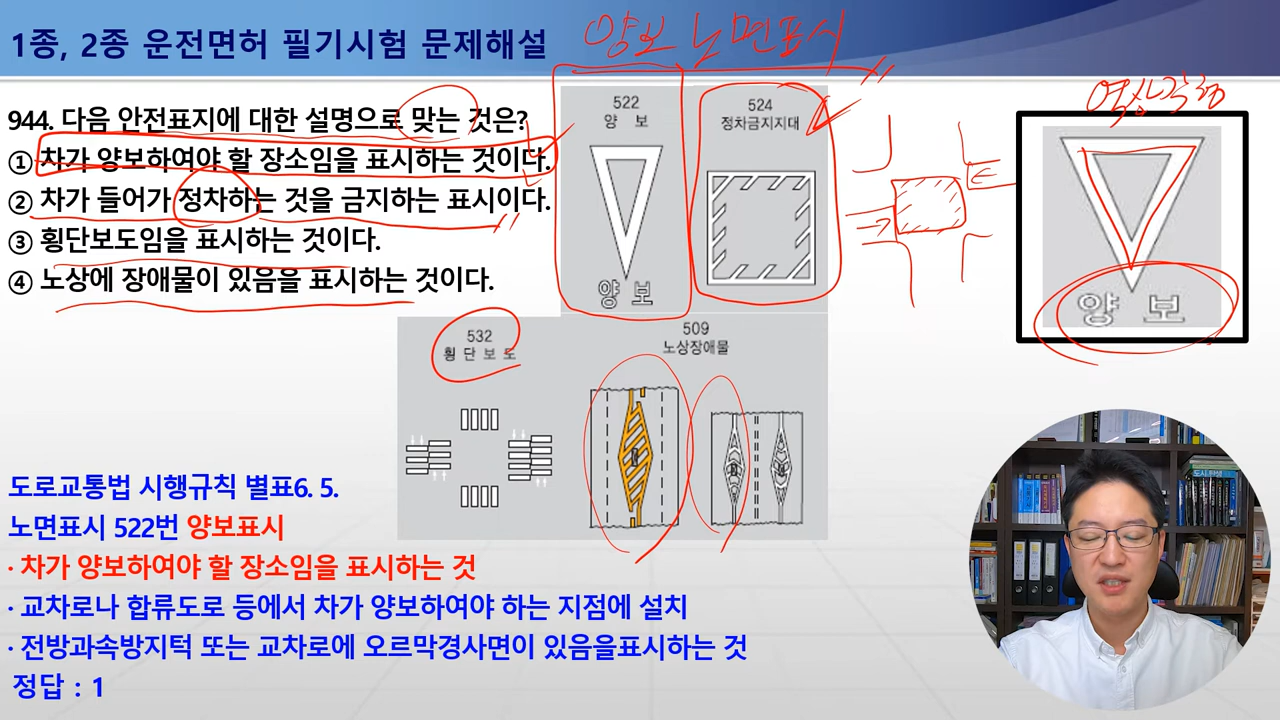 1종, 2종 운전면허 필기시험 문제해설
양보 노면표시
944. 다음 안전표지에 대한 설명으로 맞는 것은?
① 차가 양보하여야 할 장소임을 표시하는 것이다.
② 차가 들어가 정차하는 것을 금지하는 표시이다.
③ 횡단보도임을 표시하는 것이다.
④ 노상에 장애물이 있음을 표시하는 것이다.
522
양 보
양 보
524
정차금지지대
역삼각형
양 보
532
횡 단 보 도
509
노상장애물
도로교통법 시행규칙 별표6. 5.
노면표시 522번 양보표시
· 차가 양보하여야 할 장소임을 표시하는 것
· 교차로나 합류도로 등에서 차가 양보하여야 하는 지점에 설치
· 전방과속방지턱 또는 교차로에 오르막경사면이 있음을표시하는 것
정답 : 1